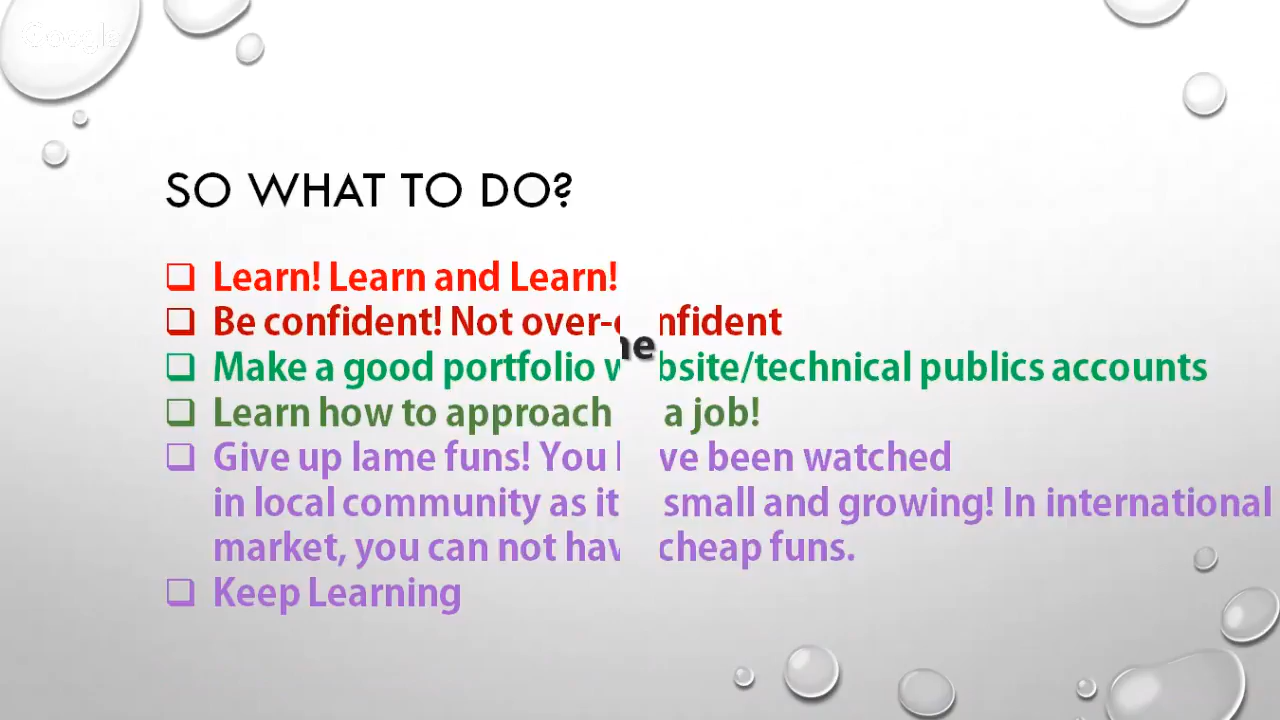 Google
SO WHAT TO DO?
Learn! Learn and Learn!
Be confident! Not over- nfident
he
Make a good portfolio bsite/technical publics accounts
Learn how to approach a job!
Give up lame funs! You ve been watched
in local community as it small and growing! In international
market, you can not hav cheap funs.
Keep Learning